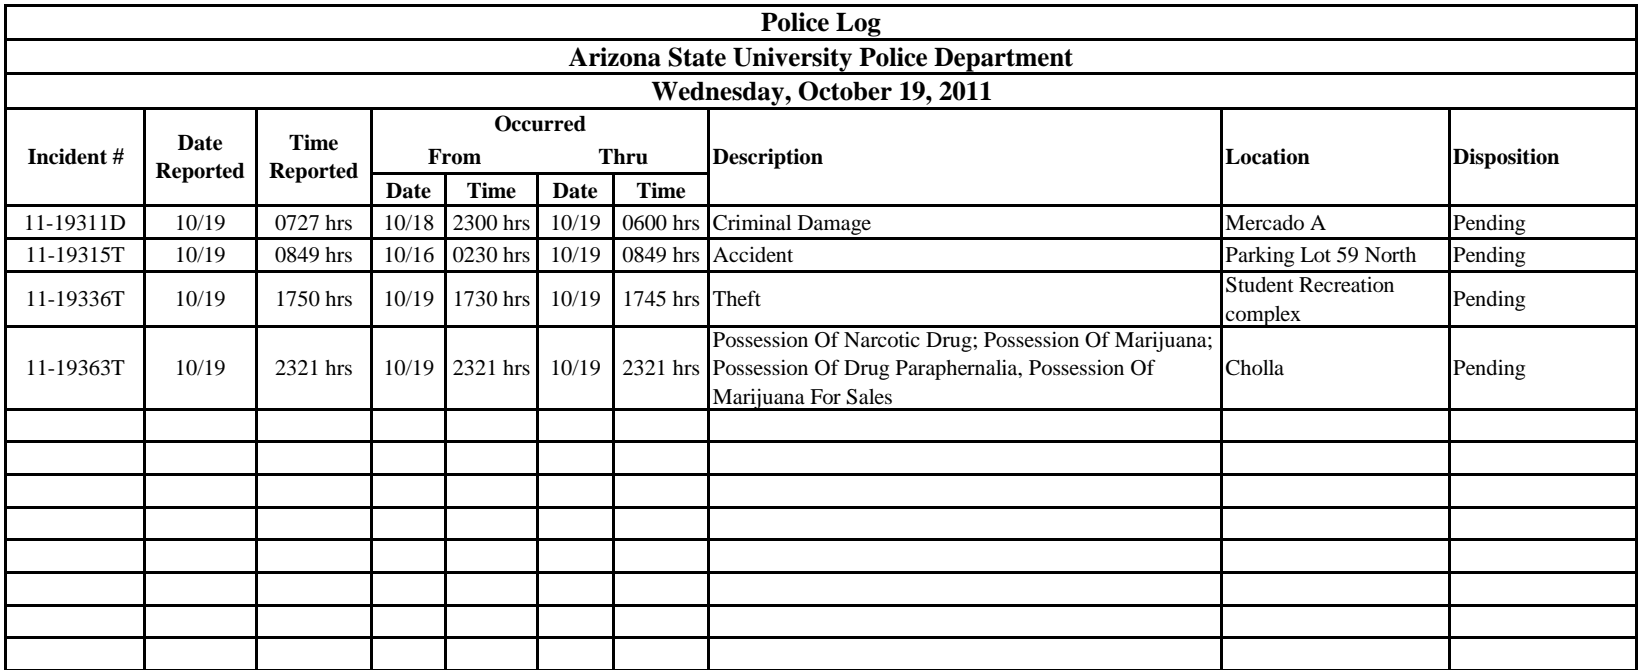 Police Log
Arizona State University Police Department
Wednesday, October 19, 2011
Incident # Date Reported Time Reported Occurred Description Location Disposition
From Thru
Date Time Date Time
11-19311D 10/19 0727 hrs 10/18 2300 hrs 10/19 0600 hrs Criminal Damage Mercado A Pending
11-19315T 10/19 0849 hrs 10/16 0230 hrs 10/19 0849 hrs Accident Parking Lot 59 North Pending
11-19336T 10/19 1750 hrs 10/19 1730 hrs 10/19 1745 hrs Theft Student Recreation
complex Pending
11-19363T 10/19 2321 hrs 10/19 2321 hrs 10/19 2321 hrs Possession Of Narcotic Drug; Possession Of Marijuana;
Possession Of Drug Paraphernalia, Possession Of
Marijuana For Sales Cholla Pending